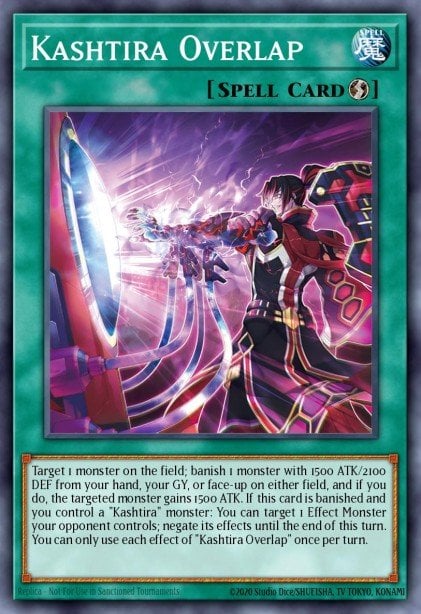 KASHTIRA OVERLAP
SPELL
魔
[SPELL CARD]
Target 1 monster on the field; banish 1 monster with 1500 ATK/2100
DEF from your hand, your GY, or face-up on either field, and if you
do, the targeted monster gains 1500 ATK. If this card is banished and
you control a "Kashtira" monster: You can target 1 Effect Monster
your opponent controls; negate its effects until the end of this turn.
You can only use each effect of "Kashtira Overlap" once per turn.
Replica - Not For Use in Sanctioned Tournaments
©2020 Studio Dice/SHUEISHA, TV TOKYO, KONAMI